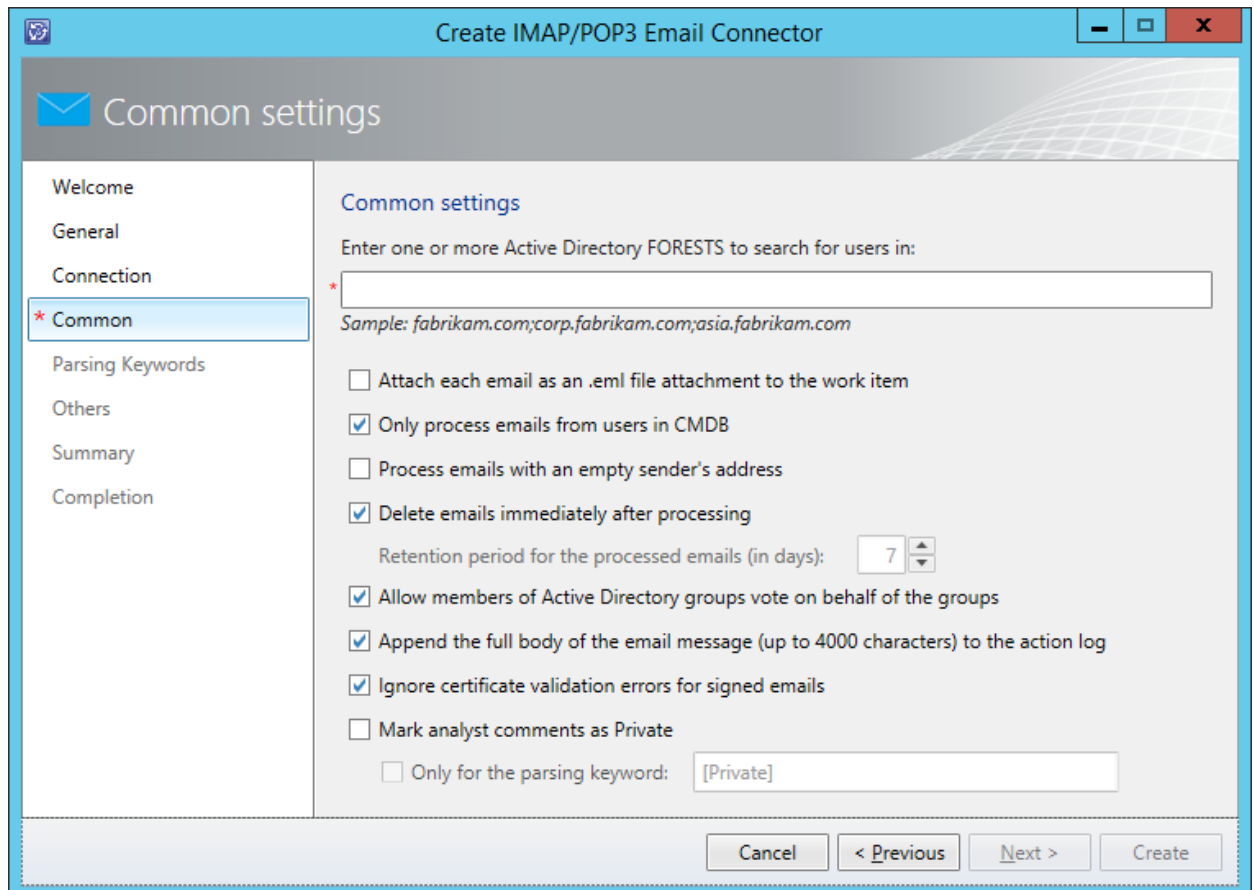 Create IMAP/POP3 Email Connector
Common settings
Welcome
General
Connection
* Common
Parsing Keywords
Others
Summary
Completion
Common settings
Enter one or more Active Directory FORESTS to search for users in:
*
Sample: fabrikam.com;corp.fabrikam.com;asia.fabrikam.com
Attach each email as an .eml file attachment to the work item
Only process emails from users in CMDB
Process emails with an empty sender's address
Delete emails immediately after processing
Retention period for the processed emails (in days): 7
Allow members of Active Directory groups vote on behalf of the groups
Append the full body of the email message (up to 4000 characters) to the action log
Ignore certificate validation errors for signed emails
Mark analyst comments as Private
Only for the parsing keyword: [Private]
Cancel < Previous Next > Create